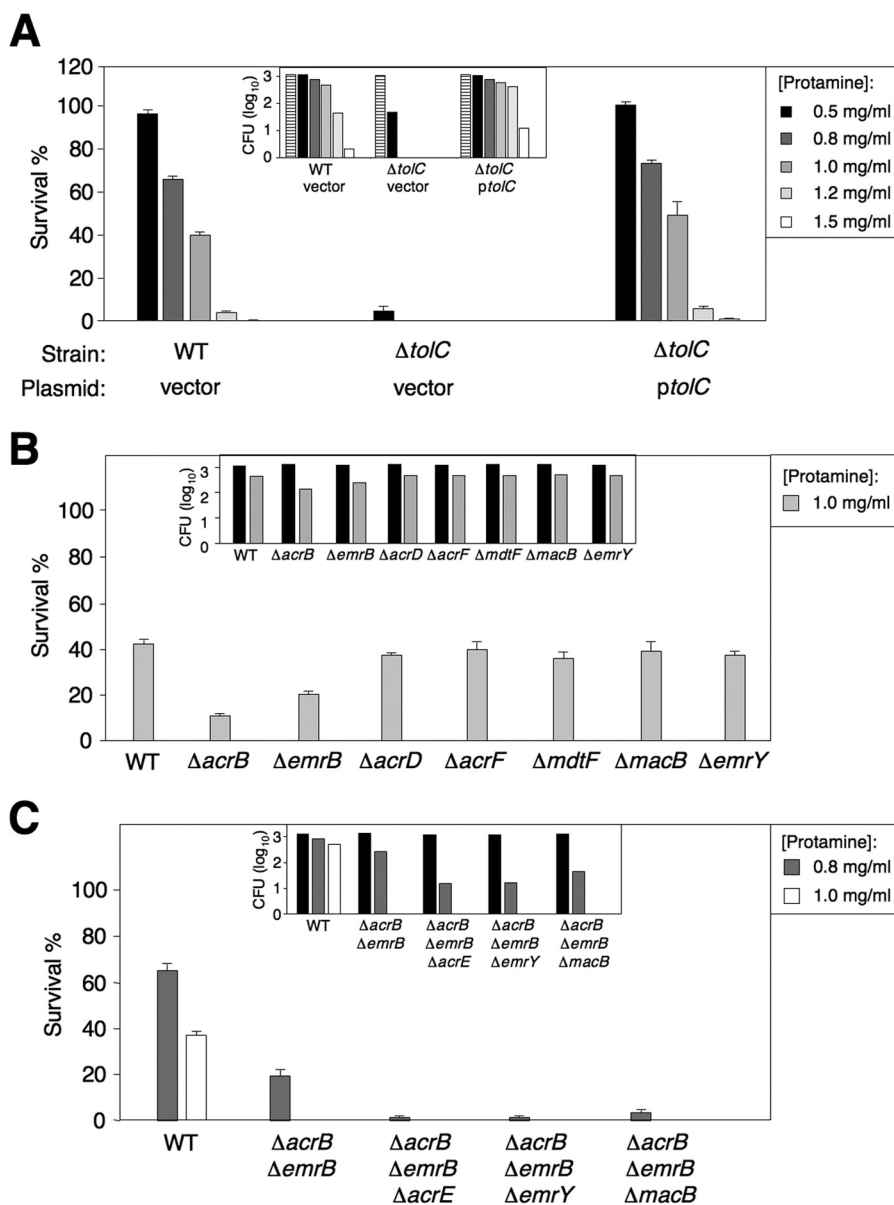 A
120
100
80
60
40
20
0
Survival %
CFU (log10)
3
2
1
0
WT ΔtolC ΔtolC
vector vector ptolC
[Protamine]:
0.5 mg/ml
0.8 mg/ml
1.0 mg/ml
1.2 mg/ml
1.5 mg/ml
Strain: WT ΔtolC ΔtolC
Plasmid: vector vector ptolC
B
100
80
60
40
20
0
Survival %
CFU (log10)
3
2
1
0
WT ΔacrB ΔemrB ΔacrD ΔacrF ΔmdtF ΔmacB ΔemrY
[Protamine]:
1.0 mg/ml
WT ΔacrB ΔemrB ΔacrD ΔacrF ΔmdtF ΔmacB ΔemrY
C
100
80
60
40
20
0
Survival %
CFU (log10)
3
2
1
0
WT ΔacrB ΔacrB ΔacrB ΔacrB
ΔemrB ΔemrB ΔemrB ΔemrB
ΔacrE ΔemrY ΔmacB
[Protamine]:
0.8 mg/ml
1.0 mg/ml
WT ΔacrB ΔacrB ΔacrB ΔacrB
ΔemrB ΔemrB ΔemrB ΔemrB
ΔacrE ΔemrY ΔmacB